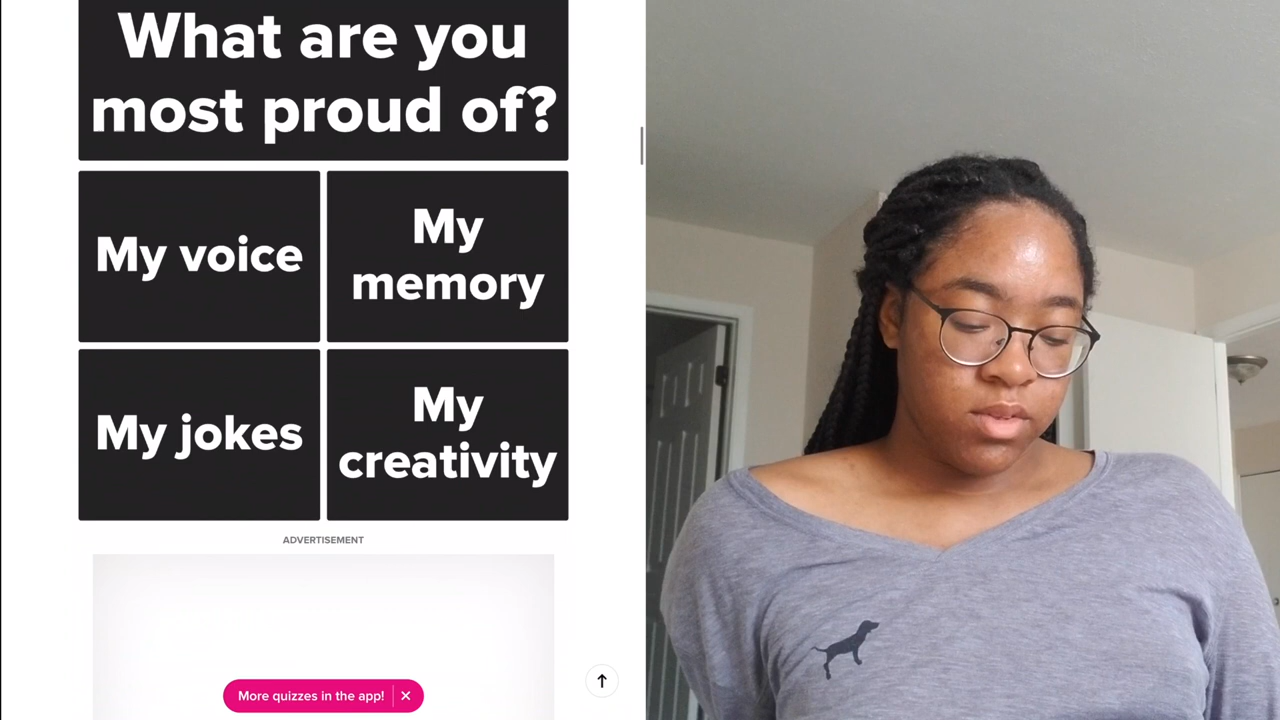 What are you
most proud of?
My voice
My
memory
My jokes
My
creativity
ADVERTISEMENT
More quizzes in the app!